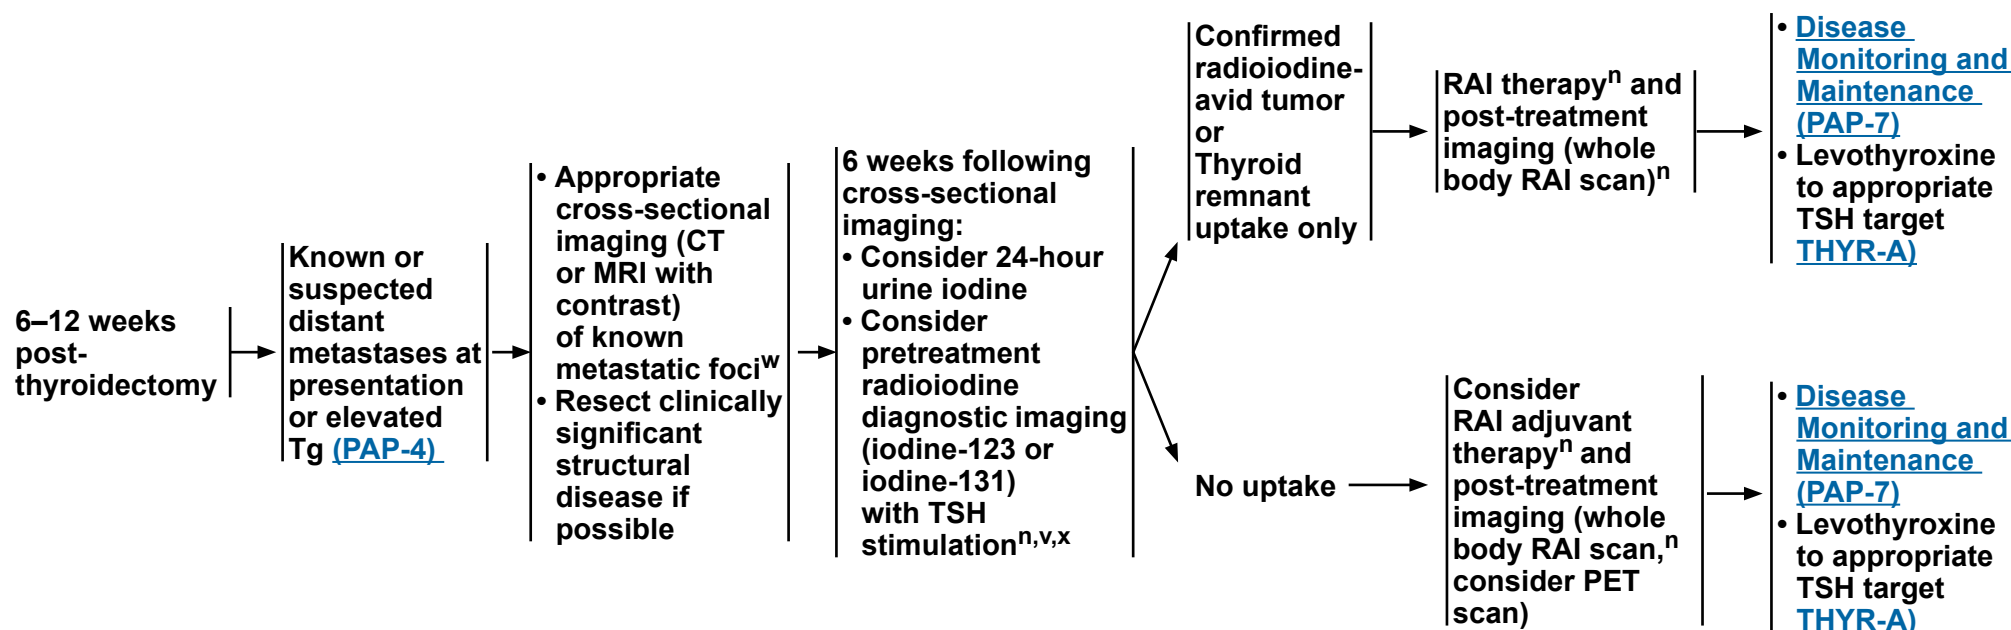 6–12 weeks
post-
thyroidectomy
Known or
suspected
distant
metastases at
presentation
or elevated
Tg (PAP-4)
• Appropriate
cross-sectional
imaging (CT
or MRI with
contrast)
of known
metastatic fociʷ
• Resect clinically
significant
structural
disease if
possible
6 weeks following
cross-sectional
imaging:
• Consider 24-hour
urine iodine
• Consider
pretreatment
radioiodine
diagnostic imaging
(iodine-123 or
iodine-131)
with TSH
stimulationⁿ,ᵛ,ˣ
Confirmed
radioiodine-
avid tumor
or
Thyroid
remnant
uptake only
RAI therapyⁿ and
post-treatment
imaging (whole
body RAI scan)ⁿ
• Disease
Monitoring and
Maintenance
(PAP-7)
• Levothyroxine
to appropriate
TSH target
THYR-A)
No uptake
Consider
RAI adjuvant
therapyⁿ and
post-treatment
imaging (whole
body RAI scan,ⁿ
consider PET
scan)
• Disease
Monitoring and
Maintenance
(PAP-7)
• Levothyroxine
to appropriate
TSH target
THYR-A)